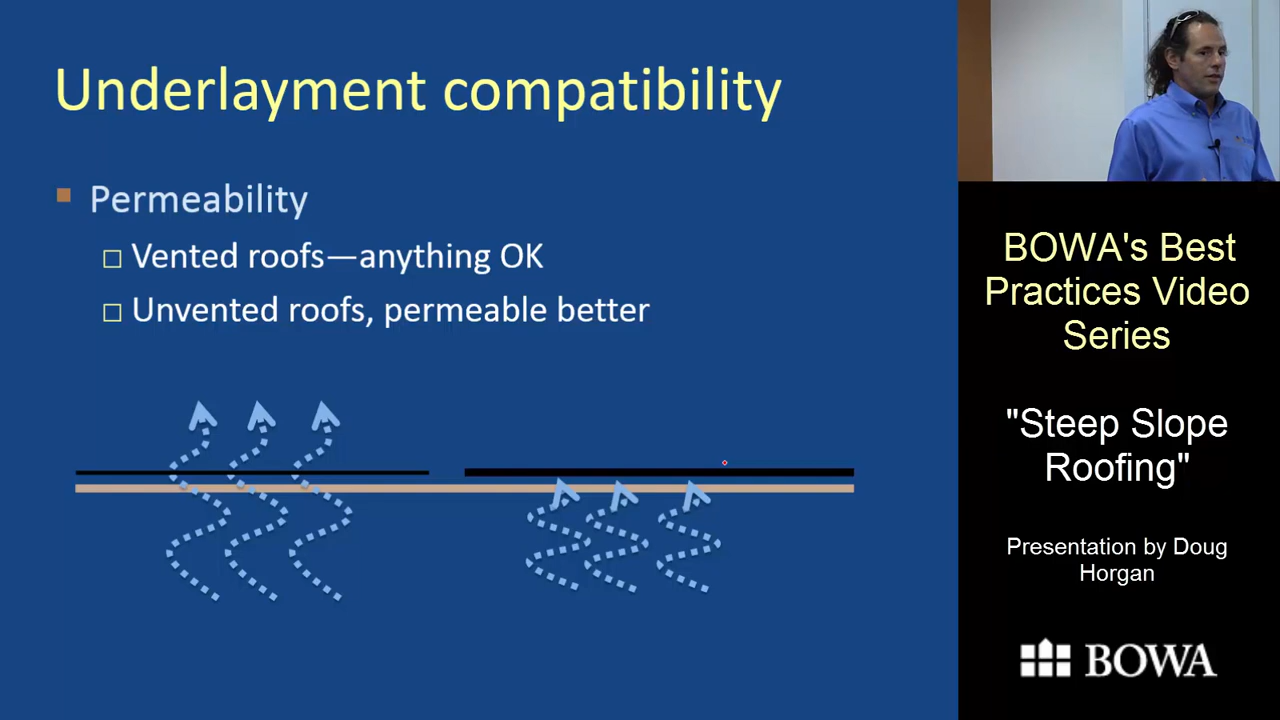 Underlayment compatibility
Permeability
Vented roofs—anything OK
Unvented roofs, permeable better
BOWA's Best
Practices Video
Series
"Steep Slope
Roofing"
Presentation by Doug
Horgan
BOWA